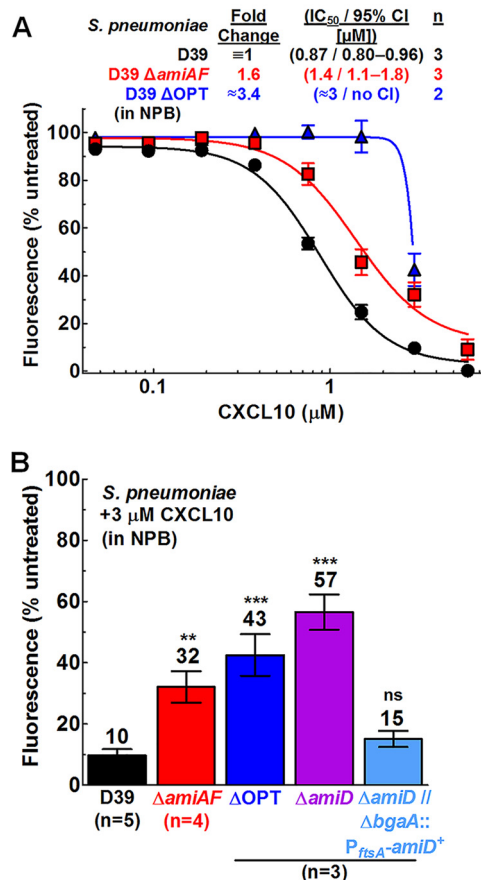 A
S. pneumoniae
Fold Change
(IC50 / 95% CI [μM])
n
D39 ≡1 (0.87 / 0.80–0.96) 3
D39 ΔamiAF 1.6 (1.4 / 1.1–1.8) 3
D39 ΔOPT ≈3.4 (≈3 / no CI) 2
(in NPB)
Fluorescence (% untreated)
100
80
60
40
20
0
0.1 1
CXCL10 (μM)
B
S. pneumoniae
+3 μM CXCL10
(in NPB)
Fluorescence (% untreated)
100
80
60
40
20
0
10
**
32
***
43
***
57
ns
15
D39
(n=5)
ΔamiAF
(n=4)
ΔOPT
ΔamiD
ΔamiD //
ΔbgaA::
PftsA-amiD+
(n=3)